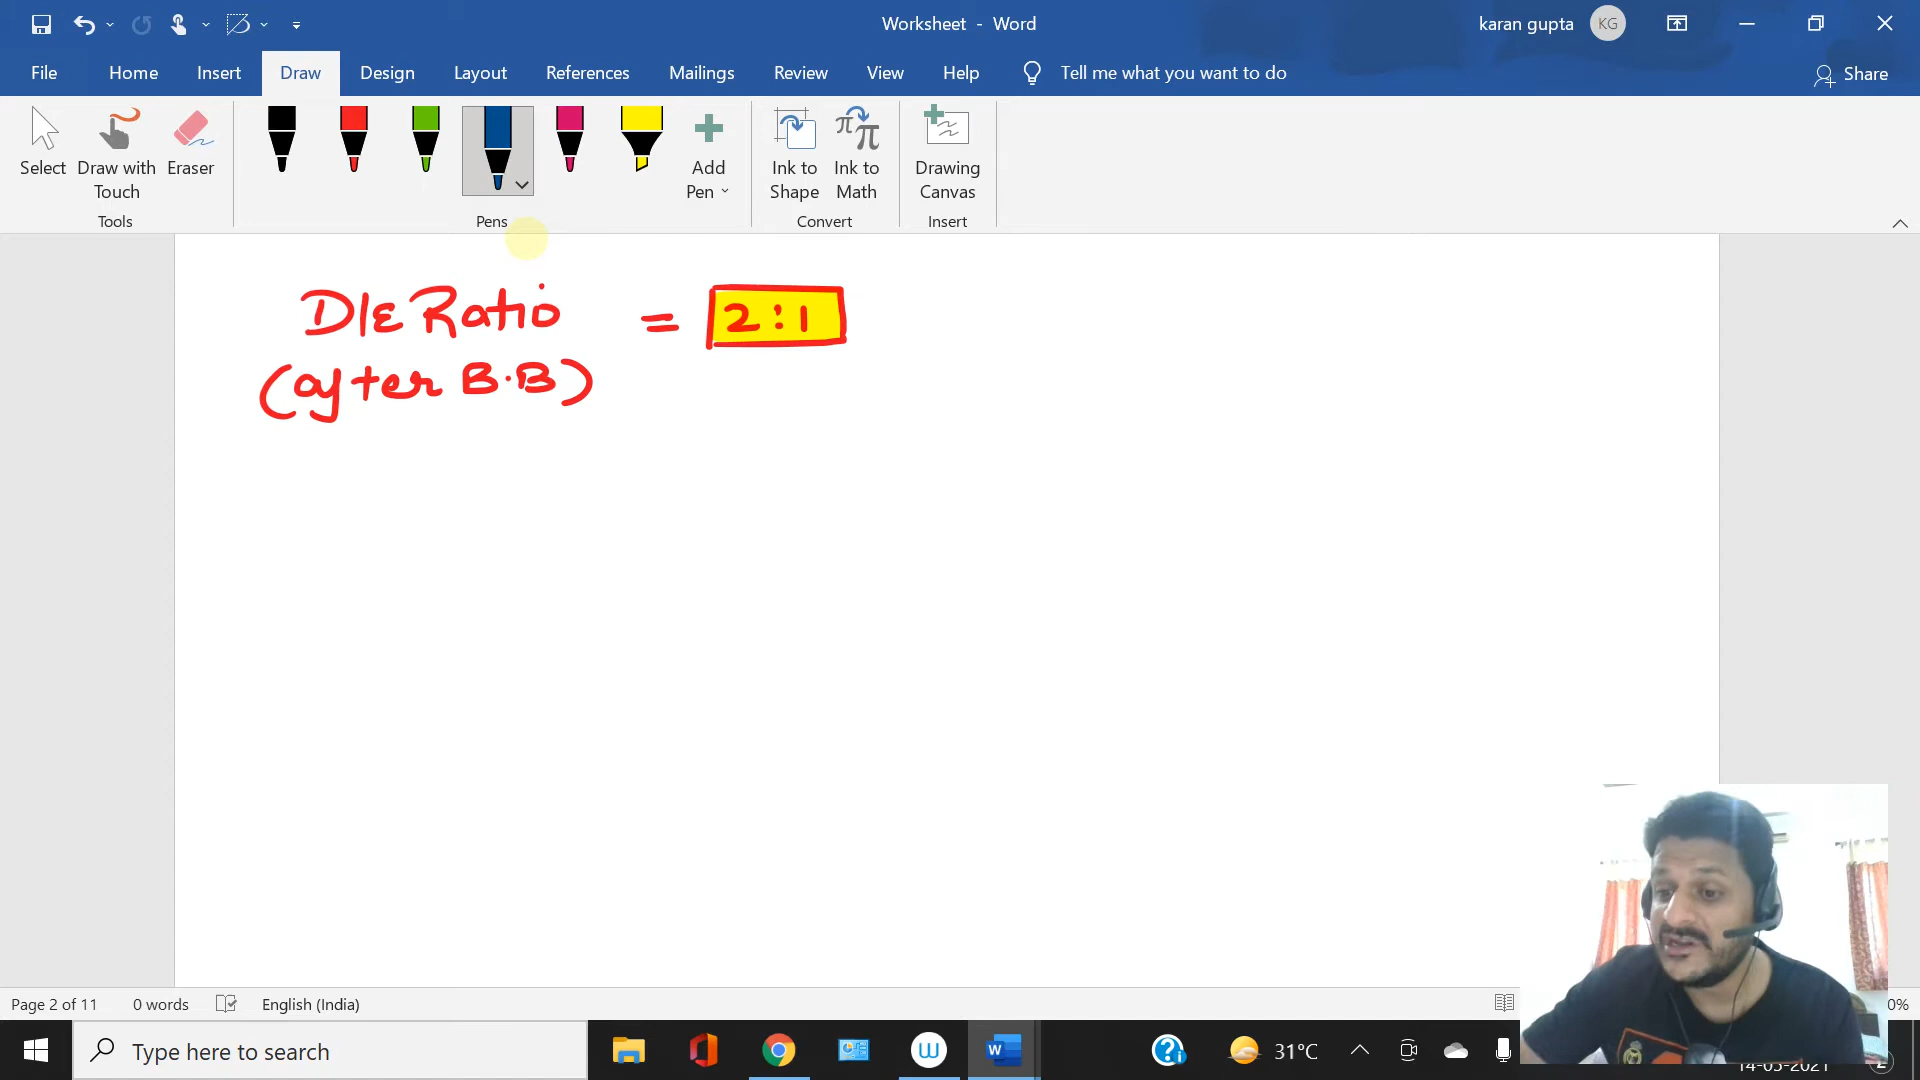 Worksheet - Word
karan gupta
KG
File Home Insert Draw Design Layout References Mailings Review View Help Tell me what you want to do Share
Select Draw with Touch Eraser
Add Pen
Ink to Shape Ink to Math
Drawing Canvas
Tools Pens Convert Insert
D/E Ratio = 2:1
(after B.B)
Page 2 of 11 0 words English (India) 0%
Type here to search
31°C